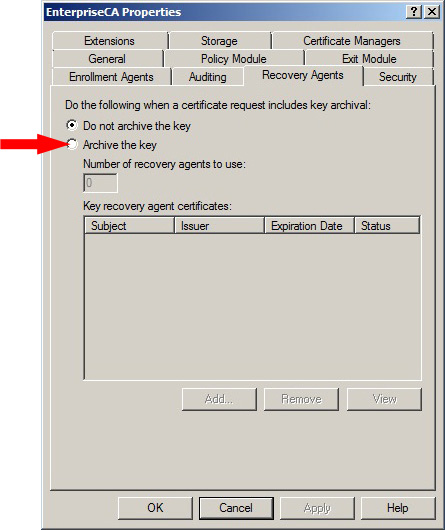 EnterpriseCA Properties
Extensions Storage Certificate Managers
General Policy Module Exit Module
Enrollment Agents Auditing Recovery Agents Security
Do the following when a certificate request includes key archival:
Do not archive the key
Archive the key
Number of recovery agents to use:
0
Key recovery agent certificates:
Subject Issuer Expiration Date Status
Add... Remove View
OK Cancel Apply Help